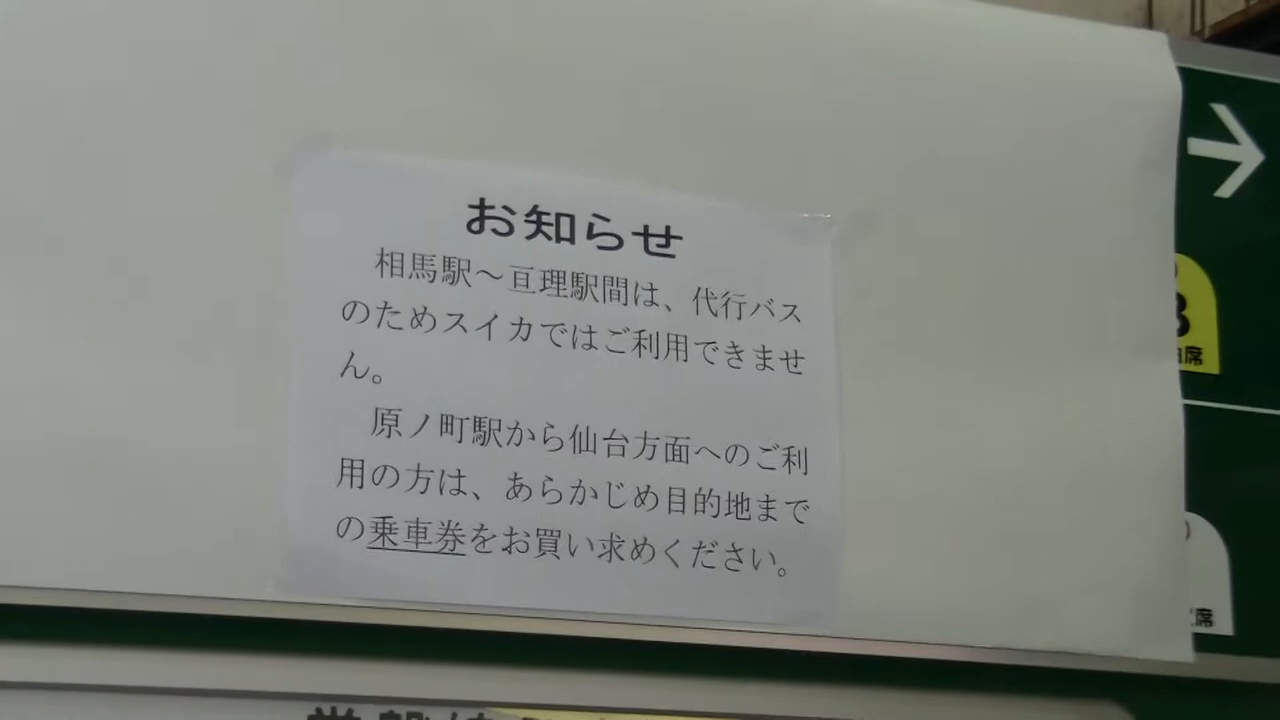 お知らせ
相馬駅～亘理駅間は、代行バス
のためスイカではご利用できませ
ん。
原ノ町駅から仙台方面へのご利
用の方は、あらかじめ目的地まで
の乗車券をお買い求めください。
→
席
席